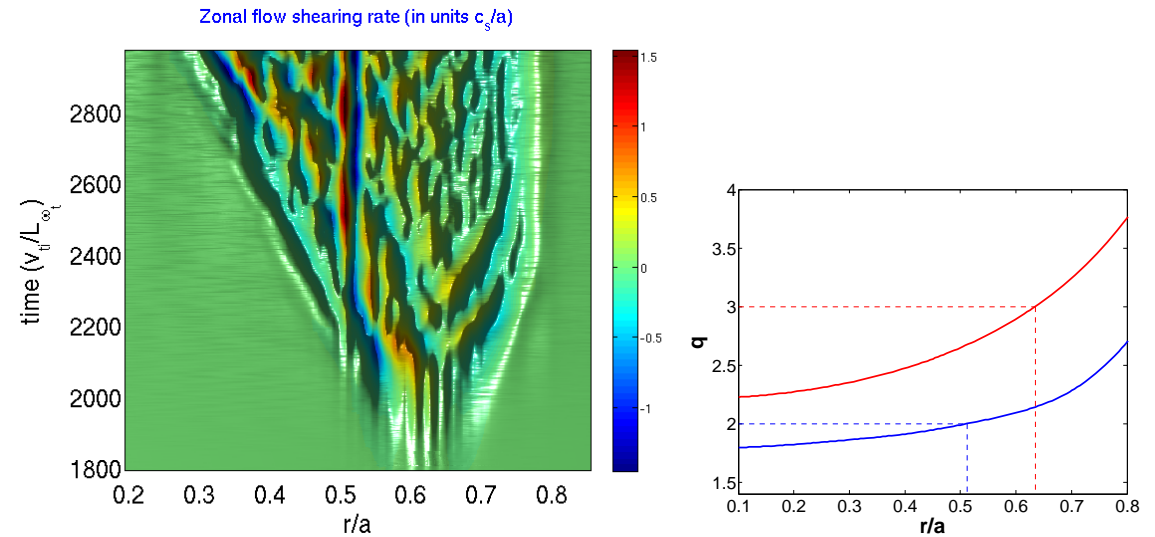 Zonal flow shearing rate (in units c_s/a)
2800
2600
2400
2200
2000
1800
time (v_ti/L_ω_t)
0.2 0.3 0.4 0.5 0.6 0.7 0.8
r/a
1.5
1
0.5
0
-0.5
-1
4
3.5
3
2.5
2
1.5
q
0.1 0.2 0.3 0.4 0.5 0.6 0.7 0.8
r/a